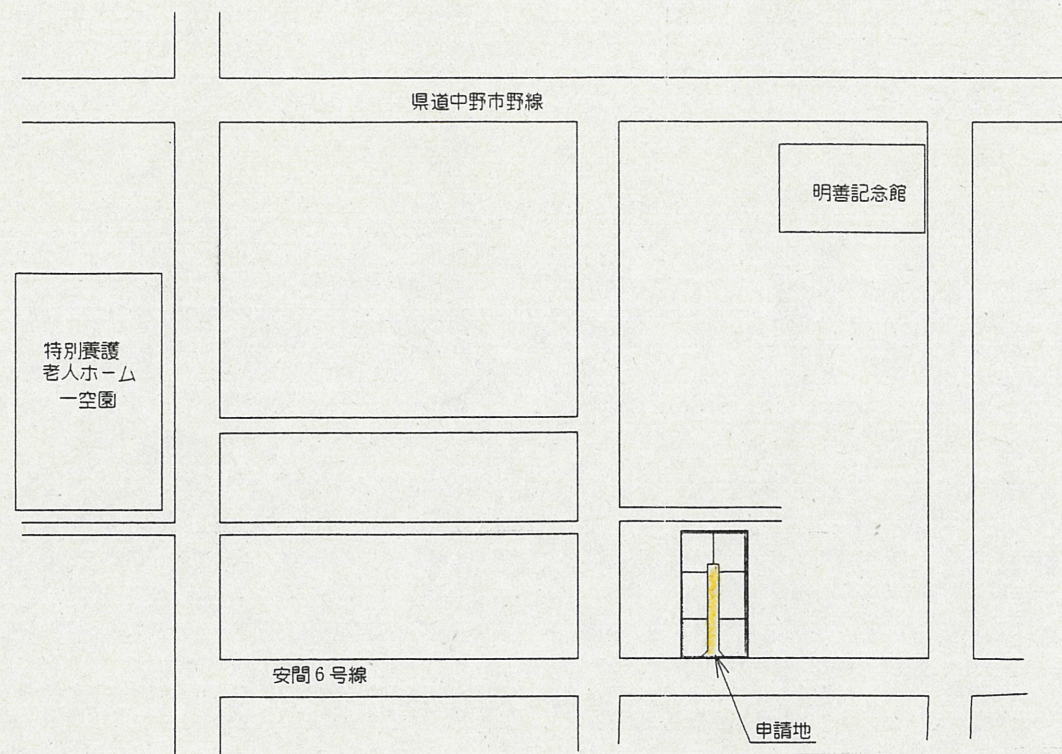 県道中野市野線
明善記念館
特別養護
老人ホーム
一空園
安間6号線
申請地